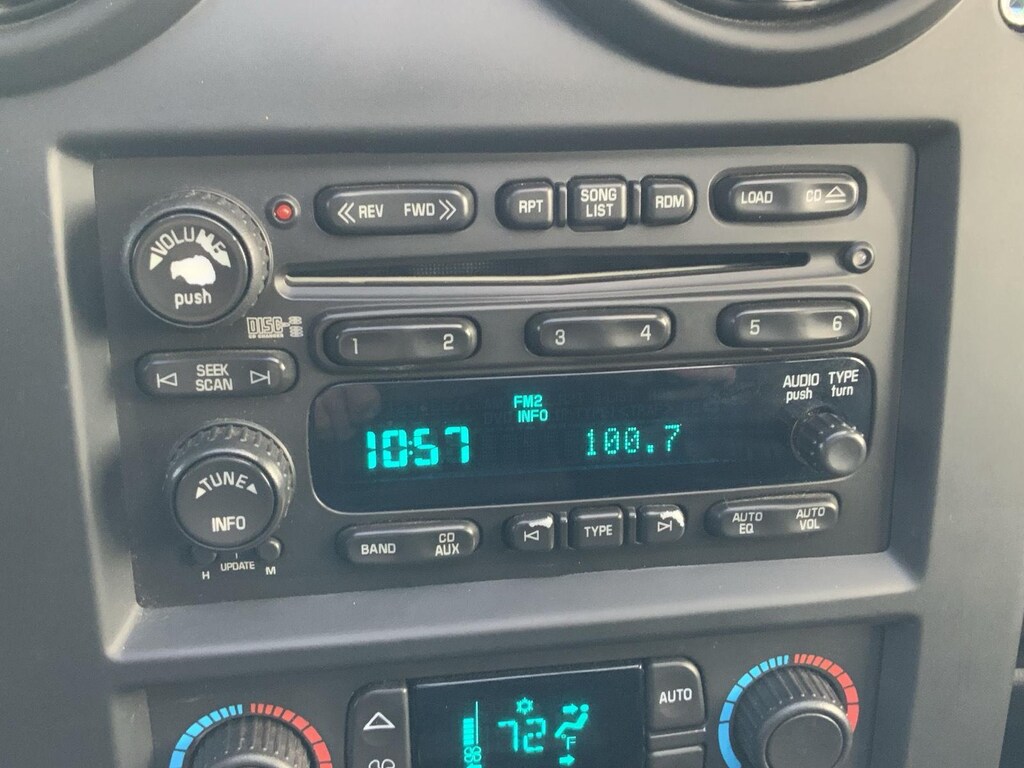 REV FWD
RPT
SONG
LIST
RDM
LOAD CD
VOLUME
push
DISC
1 2
3 4
5 6
SEEK
SCAN
FM2
INFO
10:57
100.7
AUDIO TYPE
push turn
TUNE
INFO
H UPDATE M
BAND
CD
AUX
TYPE
AUTO
EQ
AUTO
VOL
72 °F
AUTO